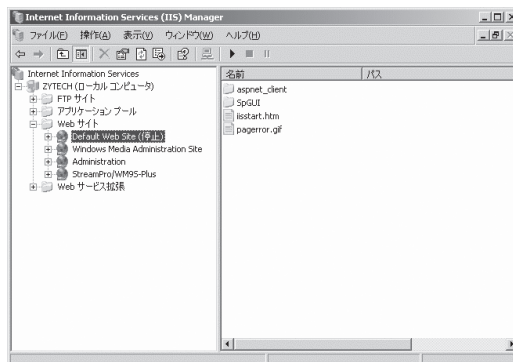 Internet Information Services (IIS) Manager
ファイル(F) 操作(A) 表示(V) ウィンドウ(W) ヘルプ(H)
Internet Information Services
ZYTECH (ローカル コンピュータ)
FTP サイト
アプリケーション プール
Web サイト
Default Web Site (停止)
Windows Media Administration Site
Administration
StreamPro/WM9S-Plus
Web サービス拡張
名前 パス
aspnet_client
SpGUI
iisstart.htm
pagerror.gif